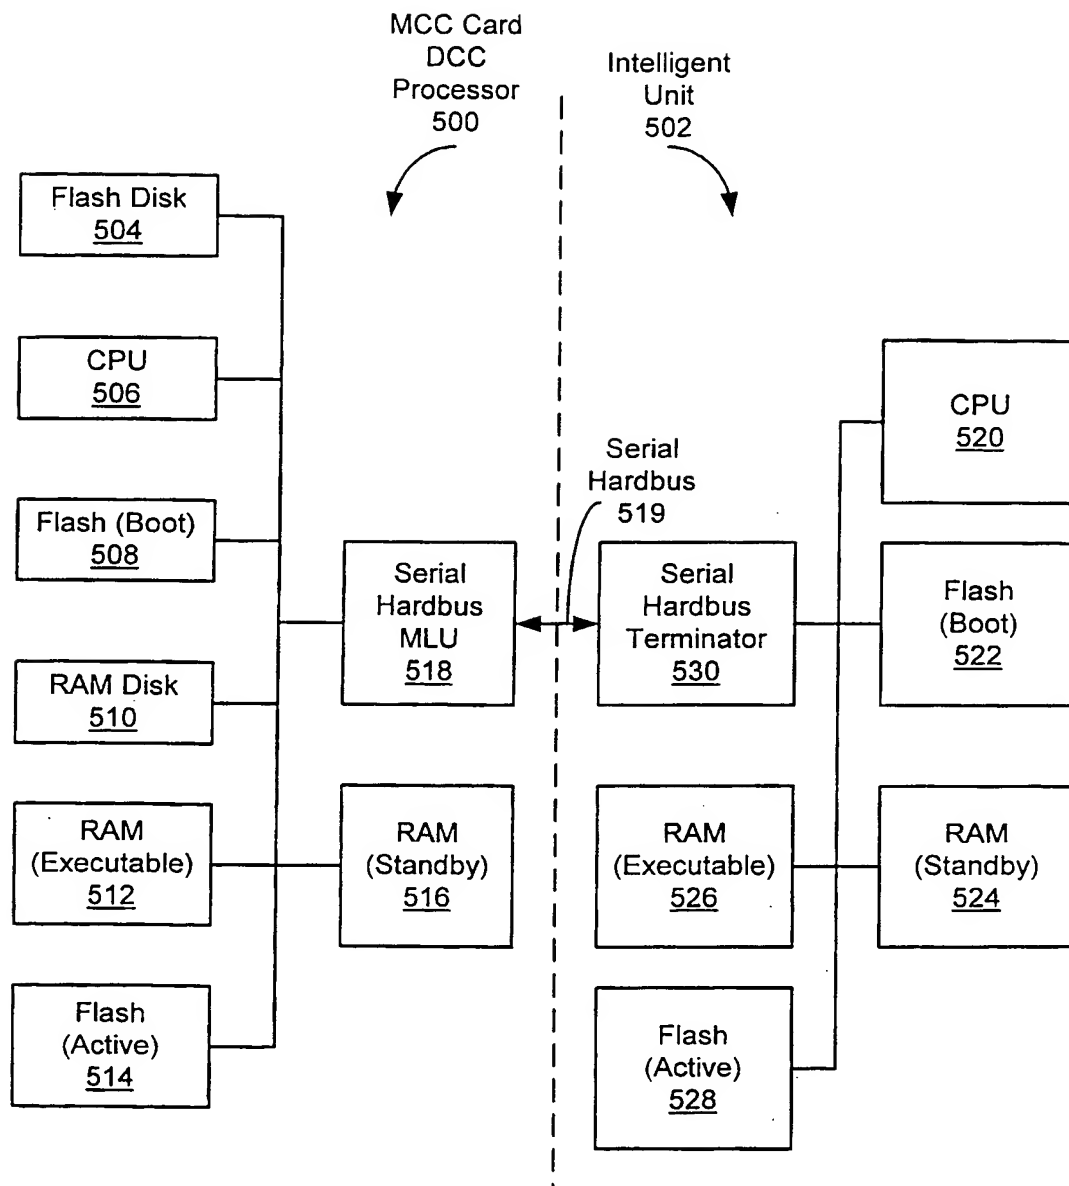 MCC Card
DCC
Processor
500
Intelligent
Unit
502
Flash Disk
504
CPU
506
Flash (Boot)
508
RAM Disk
510
RAM
(Executable)
512
Flash
(Active)
514
Serial
Hardbus
MLU
518
RAM
(Standby)
516
Serial
Hardbus
519
Serial
Hardbus
Terminator
530
RAM
(Executable)
526
Flash
(Active)
528
CPU
520
Flash
(Boot)
522
RAM
(Standby)
524